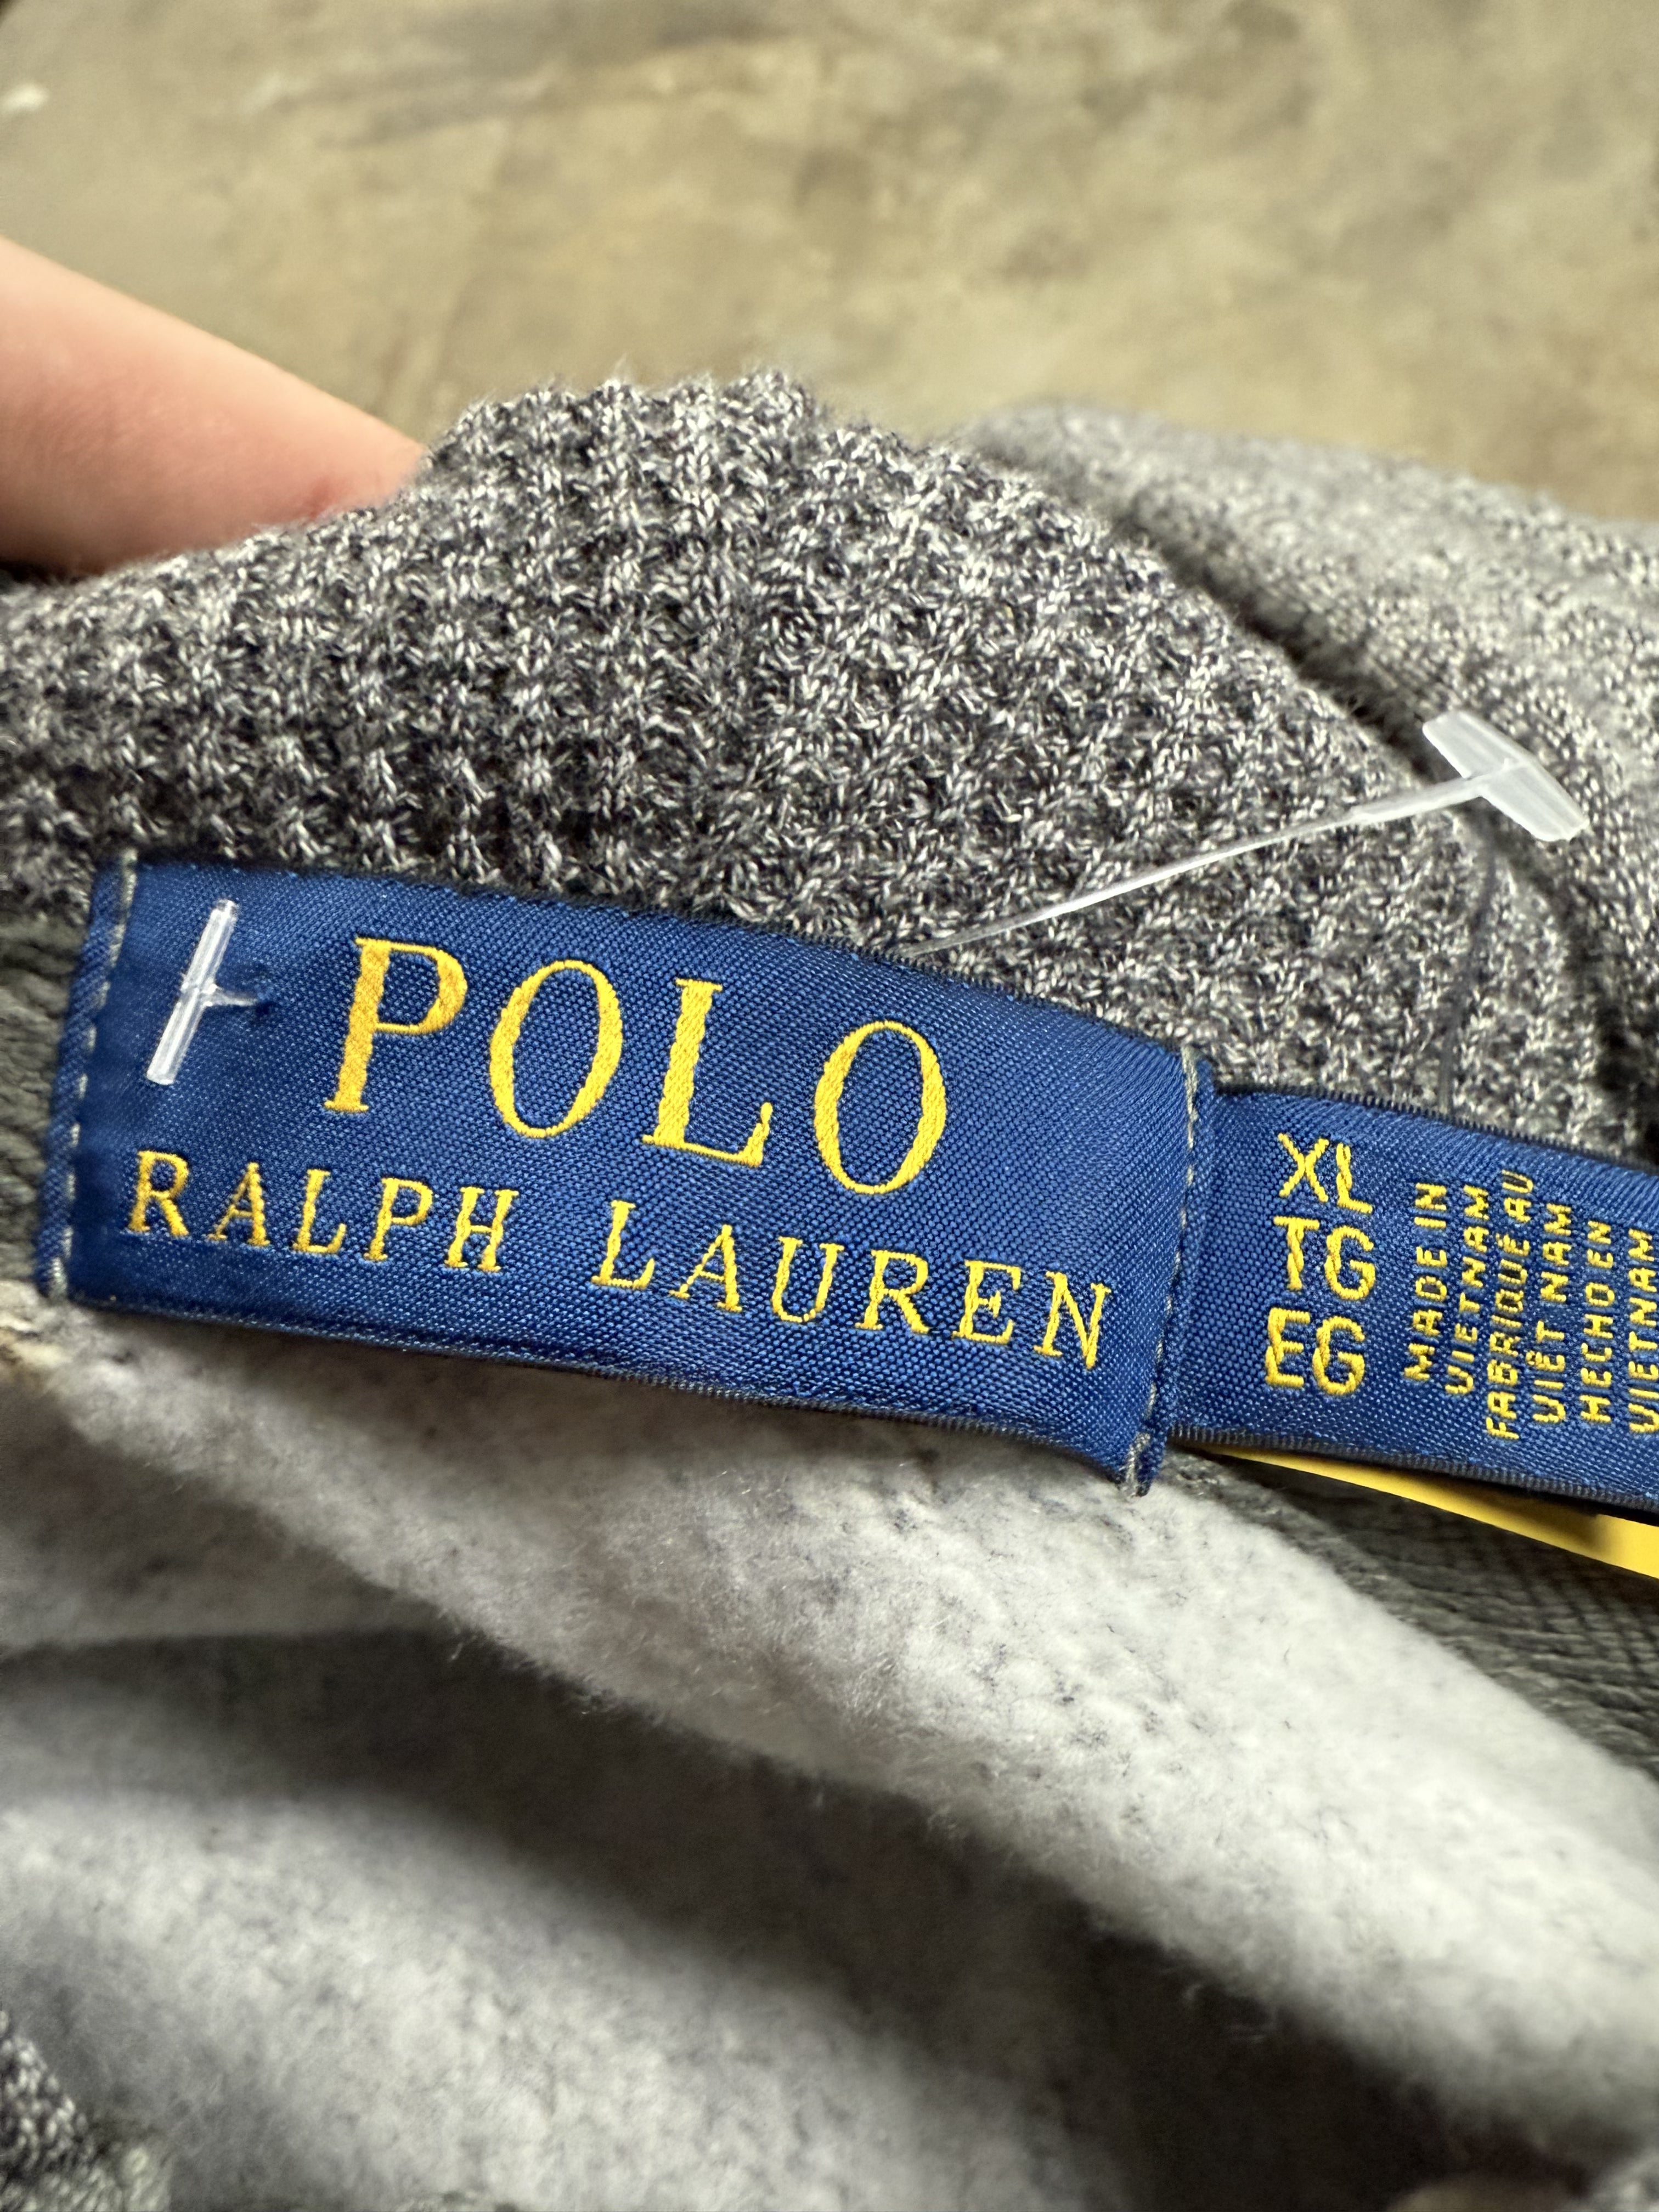 POLO
RALPH LAUREN
XL
TG
EG
MADE IN
VIETNAM
FABRIQUÉ AU
VIÊT NAM
HECHO EN
VIETNAM